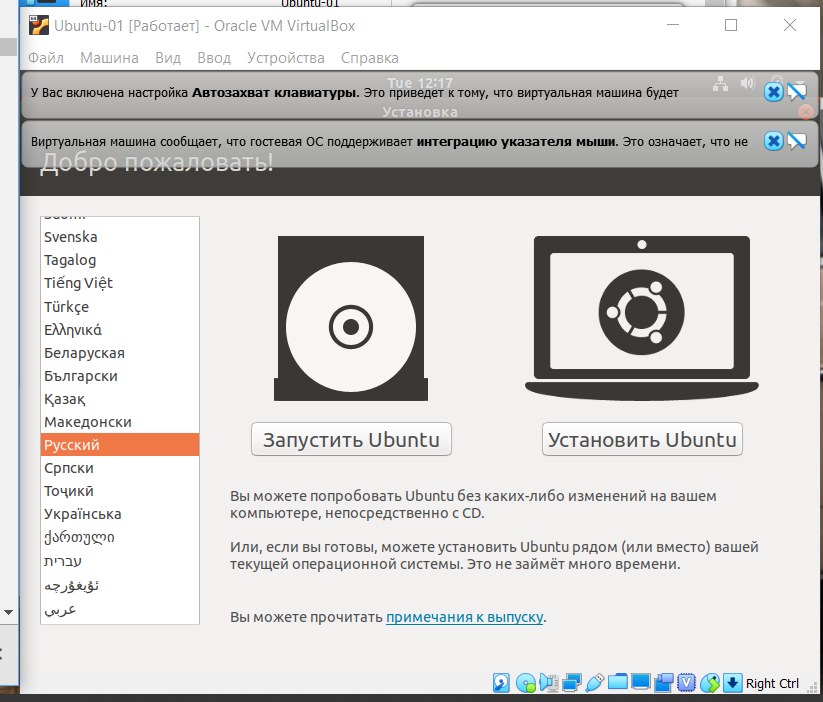 Имя:
Ubuntu-01
Ubuntu-01 [Работает] - Oracle VM VirtualBox
Файл Машина Вид Ввод Устройства Справка
Tue 12:17
У Вас включена настройка Автозахват клавиатуры. Это приведет к тому, что виртуальная машина будет
Установка
Виртуальная машина сообщает, что гостевая ОС поддерживает интеграцию указателя мыши. Это означает, что не
Добро пожаловать!
Suomi
Svenska
Tagalog
Tiếng Việt
Türkçe
Ελληνικά
Беларуская
Български
Қазақ
Македонски
Русский
Српски
Тоҷикӣ
Українська
ქართული
עברית
ئۇيغۇرچە
عربي
Запустить Ubuntu
Установить Ubuntu
Вы можете попробовать Ubuntu без каких-либо изменений на вашем
компьютере, непосредственно с CD.
Или, если вы готовы, можете установить Ubuntu рядом (или вместо) вашей
текущей операционной системы. Это не займёт много времени.
Вы можете прочитать примечания к выпуску.
Right Ctrl